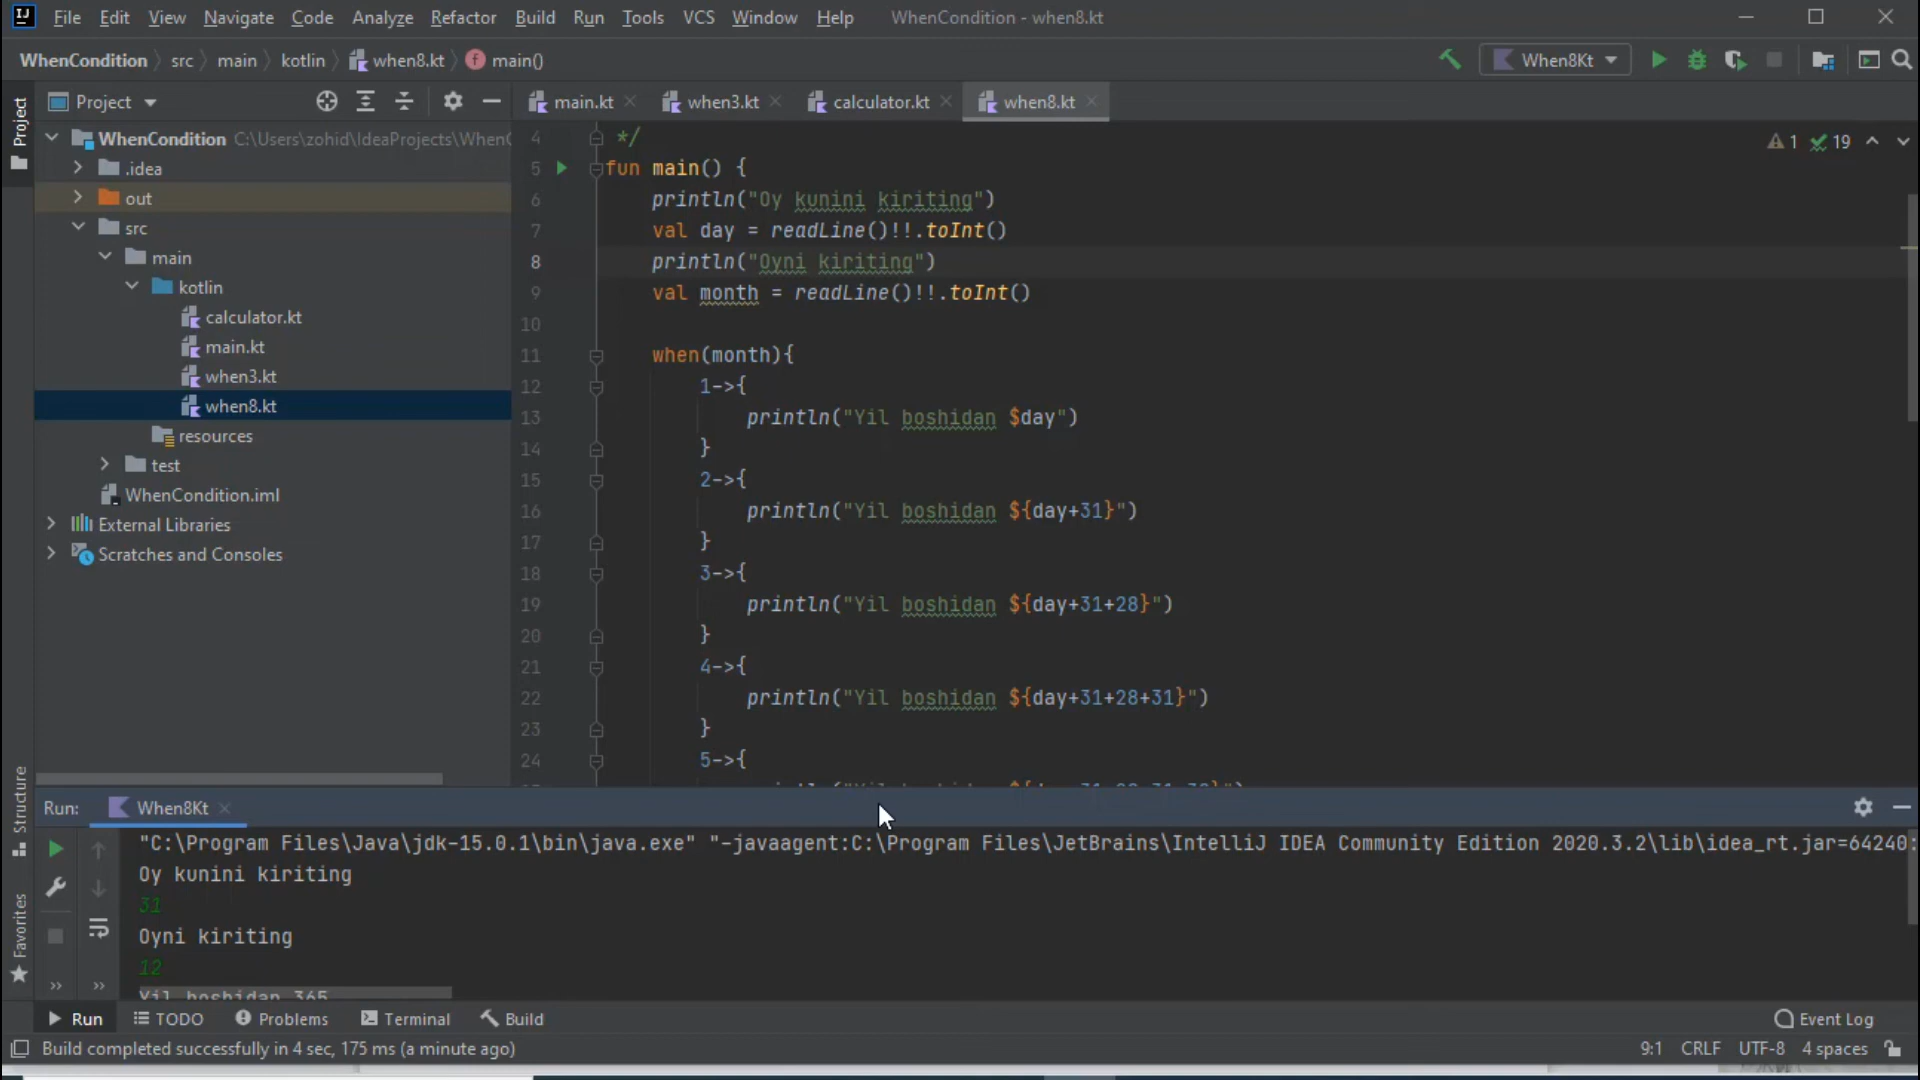 File Edit View Navigate Code Analyze Refactor Build Run Tools VCS Window Help WhenCondition - when8.kt
WhenCondition src main kotlin when8.kt main() When8Kt
Project Project main.kt when3.kt calculator.kt when8.kt
WhenCondition C:\Users\zohid\IdeaProjects\WhenC
.idea
out
src
main
kotlin
calculator.kt
main.kt
when3.kt
when8.kt
resources
test
WhenCondition.iml
External Libraries
Scratches and Consoles
1 19
4 */
5 fun main() {
6 println("Oy kunini kiriting")
7 val day = readLine()!!.toInt()
8 println("Oyni kiriting")
9 val month = readLine()!!.toInt()
10
11 when(month){
12 1->{
13 println("Yil boshidan $day")
14 }
15 2->{
16 println("Yil boshidan ${day+31}")
17 }
18 3->{
19 println("Yil boshidan ${day+31+28}")
20 }
21 4->{
22 println("Yil boshidan ${day+31+28+31}")
23 }
24 5->{
Structure
Favorites
Run: When8Kt
"C:\Program Files\Java\jdk-15.0.1\bin\java.exe" "-javaagent:C:\Program Files\JetBrains\IntelliJ IDEA Community Edition 2020.3.2\lib\idea_rt.jar=64240:
Oy kunini kiriting
31
Oyni kiriting
12
Yil boshidan 365
Run TODO Problems Terminal Build Event Log
Build completed successfully in 4 sec, 175 ms (a minute ago) 9:1 CRLF UTF-8 4 spaces